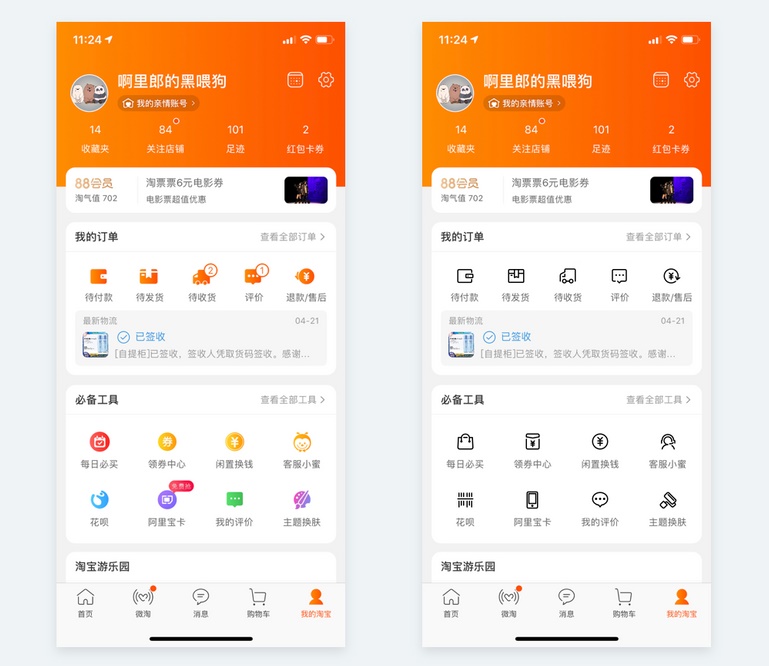 11:24
啊里郎的黑喂狗
我的亲情账号
14 84 101 2
收藏夹 关注店铺 足迹 红包卡券
88会员 淘票票6元电影券
淘气值 702 电影票超值优惠
我的订单 查看全部订单
2 1
待付款 待发货 待收货 评价 退款/售后
最新物流 04-21
已签收
[自提柜]已签收，签收人凭取货码签收。感谢...
必备工具 查看全部工具
券
每日必买 领券中心 闲置换钱 客服小蜜
免费抢
花呗 阿里宝卡 我的评价 主题换肤
淘宝游乐园
首页 微淘 消息 购物车 我的淘宝
11:24
啊里郎的黑喂狗
我的亲情账号
14 84 101 2
收藏夹 关注店铺 足迹 红包卡券
88会员 淘票票6元电影券
淘气值 702 电影票超值优惠
我的订单 查看全部订单
待付款 待发货 待收货 评价 退款/售后
最新物流 04-21
已签收
[自提柜]已签收，签收人凭取货码签收。感谢...
必备工具 查看全部工具
每日必买 领券中心 闲置换钱 客服小蜜
花呗 阿里宝卡 我的评价 主题换肤
淘宝游乐园
首页 微淘 消息 购物车 我的淘宝